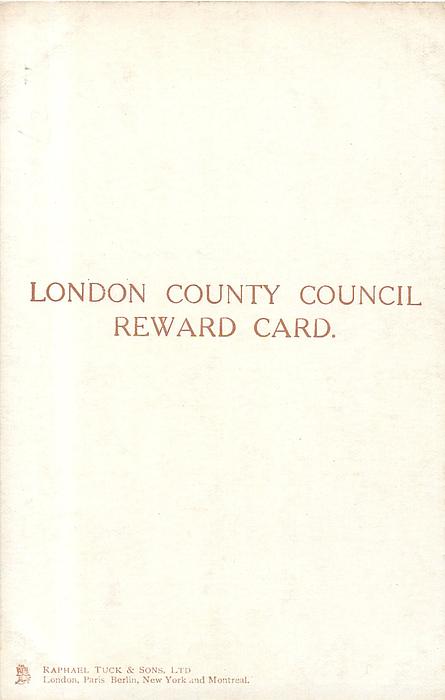 LONDON COUNTY COUNCIL
REWARD CARD.
RAPHAEL TUCK & SONS, LTD
London, Paris Berlin, New York and Montreal.